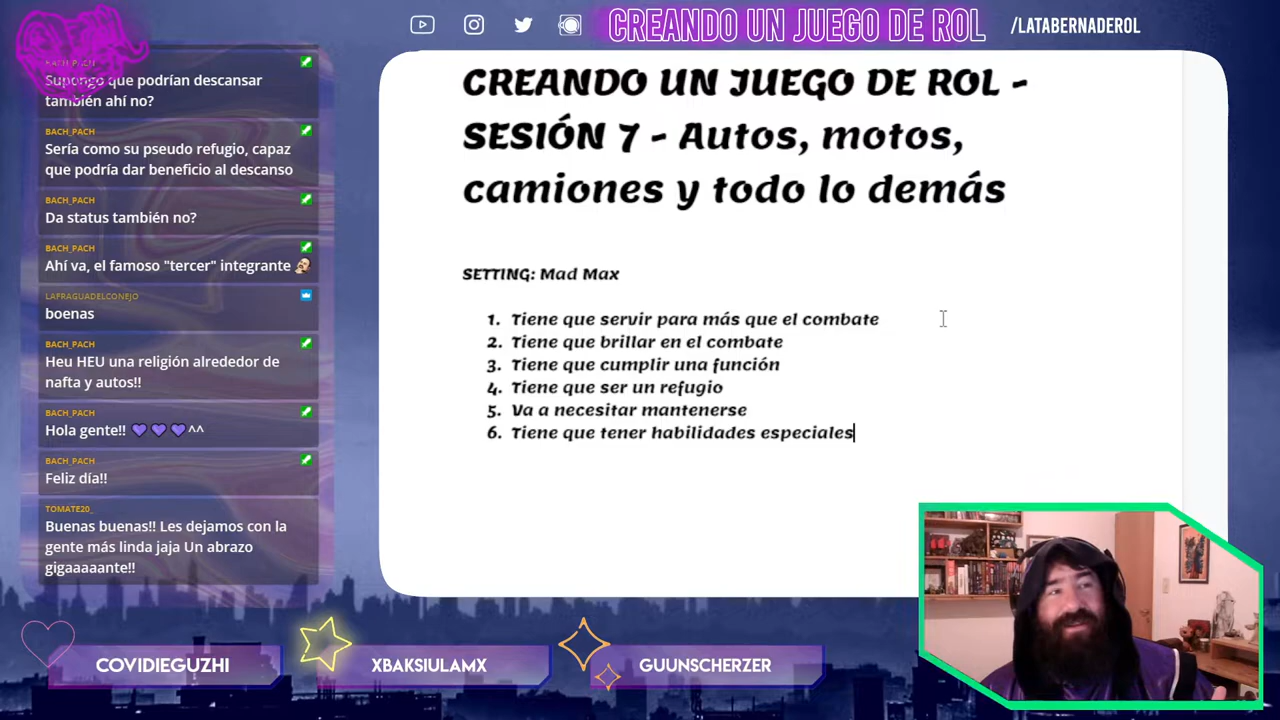 CREANDO UN JUEGO DE ROL
/LATABERNADEROL
BACH_PACH
Supongo que podrían descansar
también ahí no?
BACH_PACH
Sería como su pseudo refugio, capaz
que podría dar beneficio al descanso
BACH_PACH
Da status también no?
BACH_PACH
Ahí va, el famoso "tercer" integrante
LAFRAGUADELCONEJO
boenas
BACH_PACH
Heu HEU una religión alrededor de
nafta y autos!!
BACH_PACH
Hola gente!! 💜💜💜^^
BACH_PACH
Feliz día!!
TOMATE20_
Buenas buenas!! Les dejamos con la
gente más linda jaja Un abrazo
gigaaaaante!!
CREANDO UN JUEGO DE ROL -
SESIÓN 7 - Autos, motos,
camiones y todo lo demás
SETTING: Mad Max
1. Tiene que servir para más que el combate
2. Tiene que brillar en el combate
3. Tiene que cumplir una función
4. Tiene que ser un refugio
5. Va a necesitar mantenerse
6. Tiene que tener habilidades especiales
COVIDIEGUZHI
XBAKSIULAMX
GUUNSCHERZER